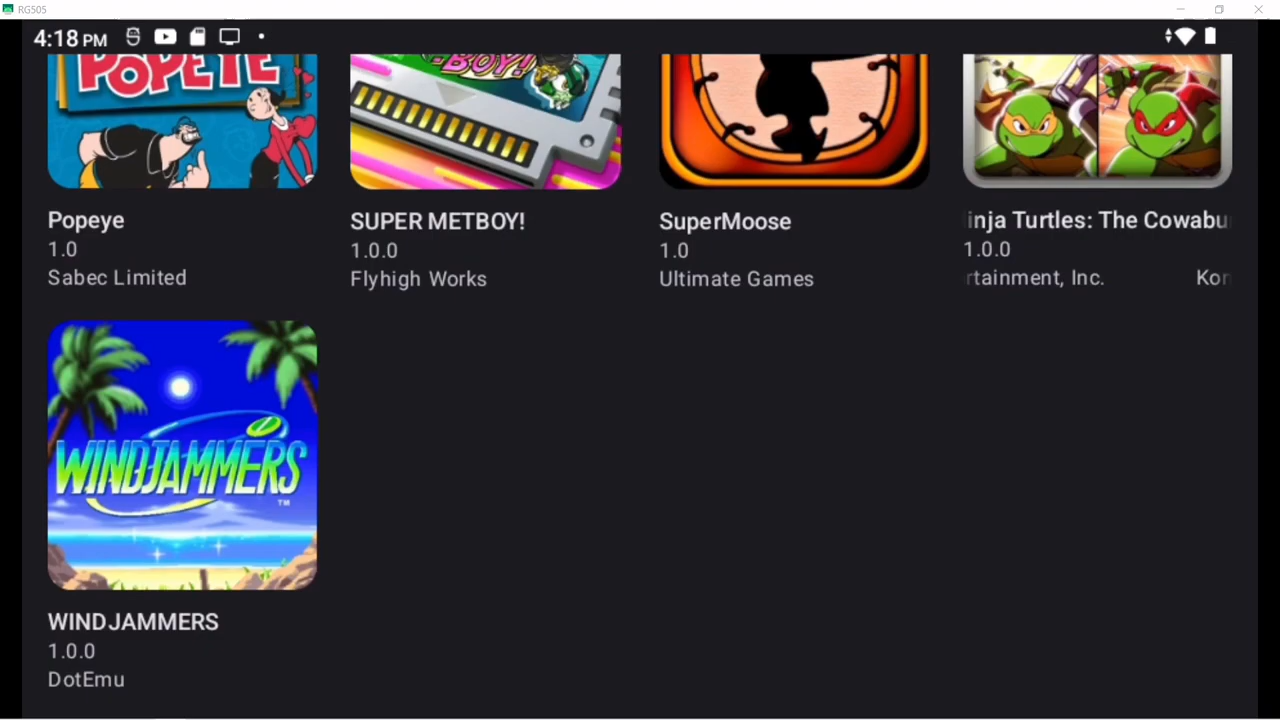 RG505
4:18 PM
POPEYE
-BOY!
Popeye
1.0
Sabec Limited
SUPER METBOY!
1.0.0
Flyhigh Works
SuperMoose
1.0
Ultimate Games
inja Turtles: The Cowabu
1.0.0
rtainment, Inc. Kon
WINDJAMMERS
TM
WINDJAMMERS
1.0.0
DotEmu